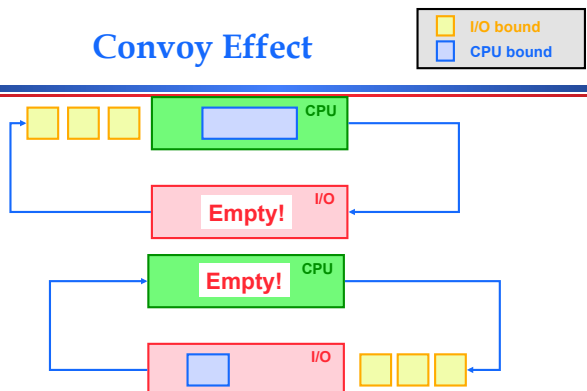 Convoy Effect
I/O bound
CPU bound
CPU
I/O
Empty!
CPU
Empty!
I/O